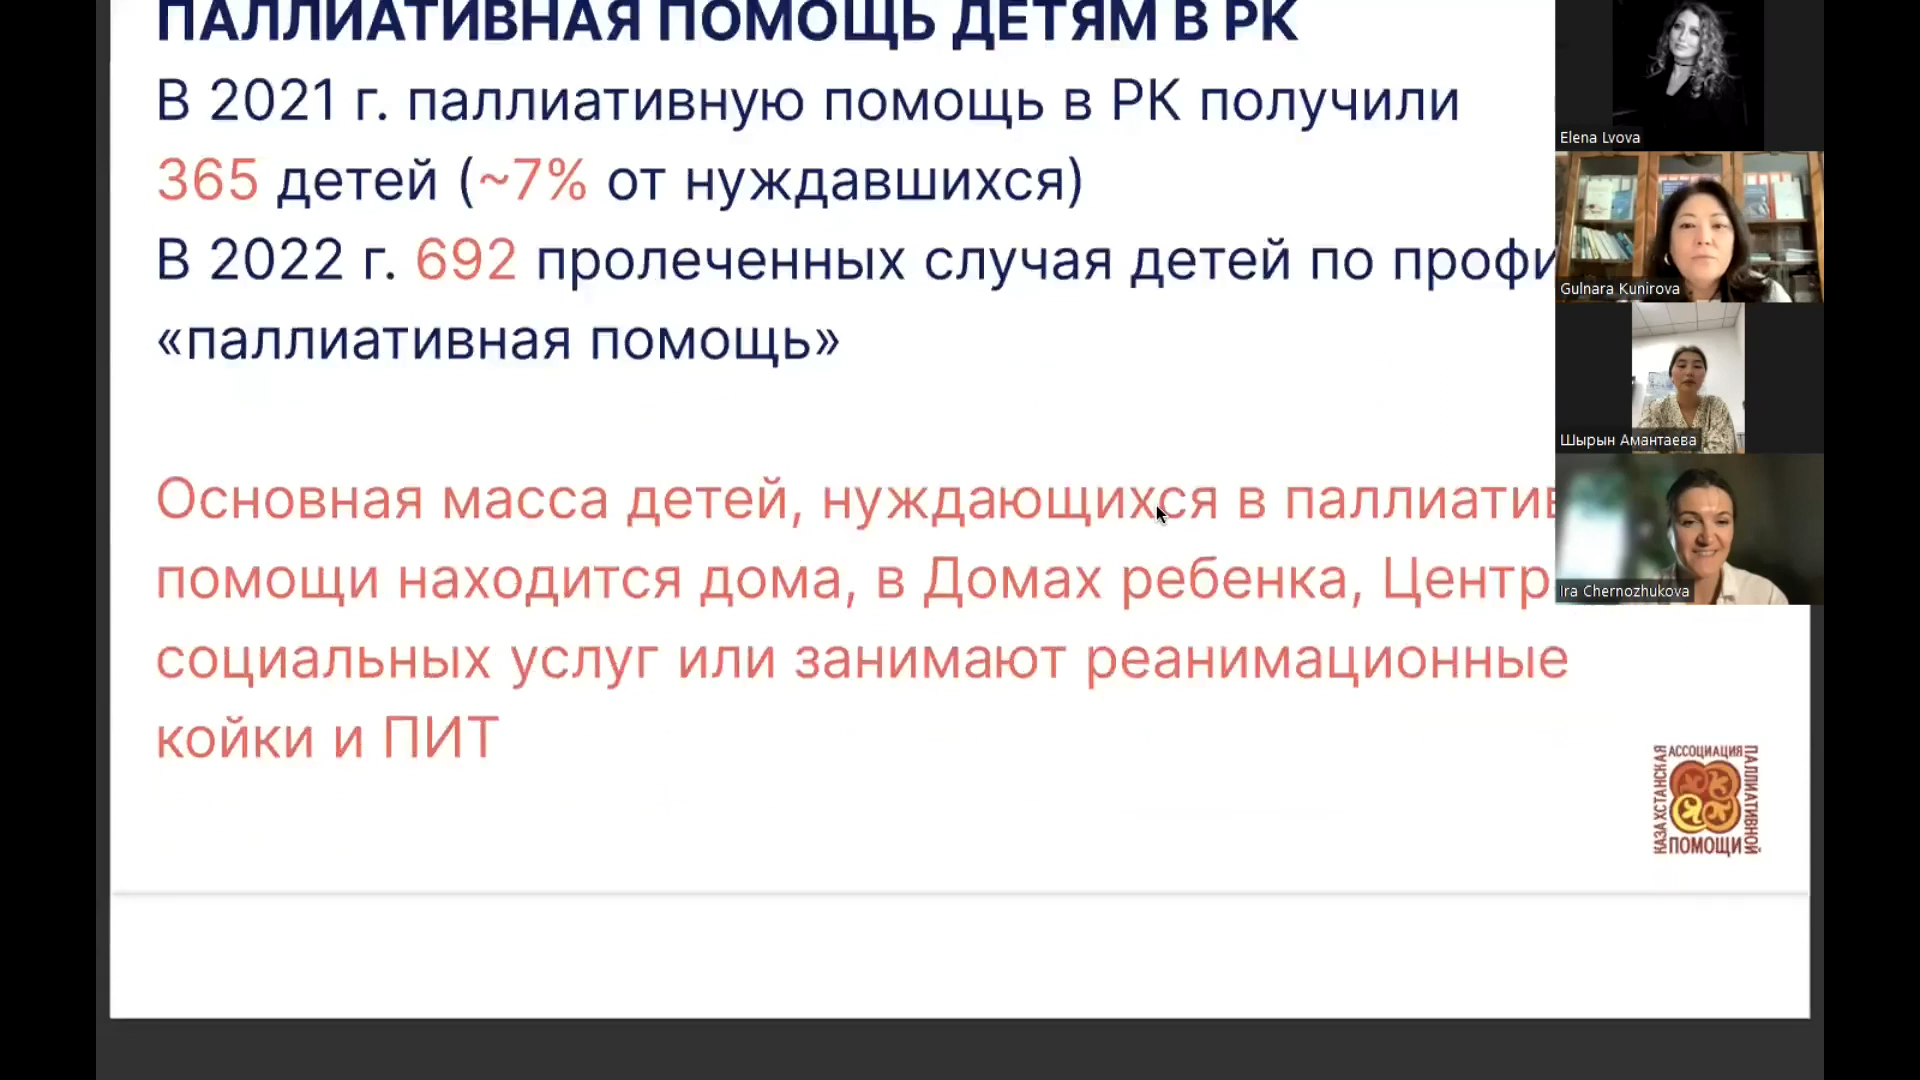 ПАЛЛИАТИВНАЯ ПОМОЩЬ ДЕТЯМ В РК
В 2021 г. паллиативную помощь в РК получили
365 детей (~7% от нуждавшихся)
В 2022 г. 692 пролеченных случая детей по профи
«паллиативная помощь»
Основная масса детей, нуждающихся в паллиатив
помощи находится дома, в Домах ребенка, Центр
социальных услуг или занимают реанимационные
койки и ПИТ
Elena Lvova
Gulnara Kunirova
Шырын Амантаева
Ira Chernozhukova
КАЗАХСТАНСКАЯ
АССОЦИАЦИЯ
ПАЛЛИАТИВНОЙ
ПОМОЩИ